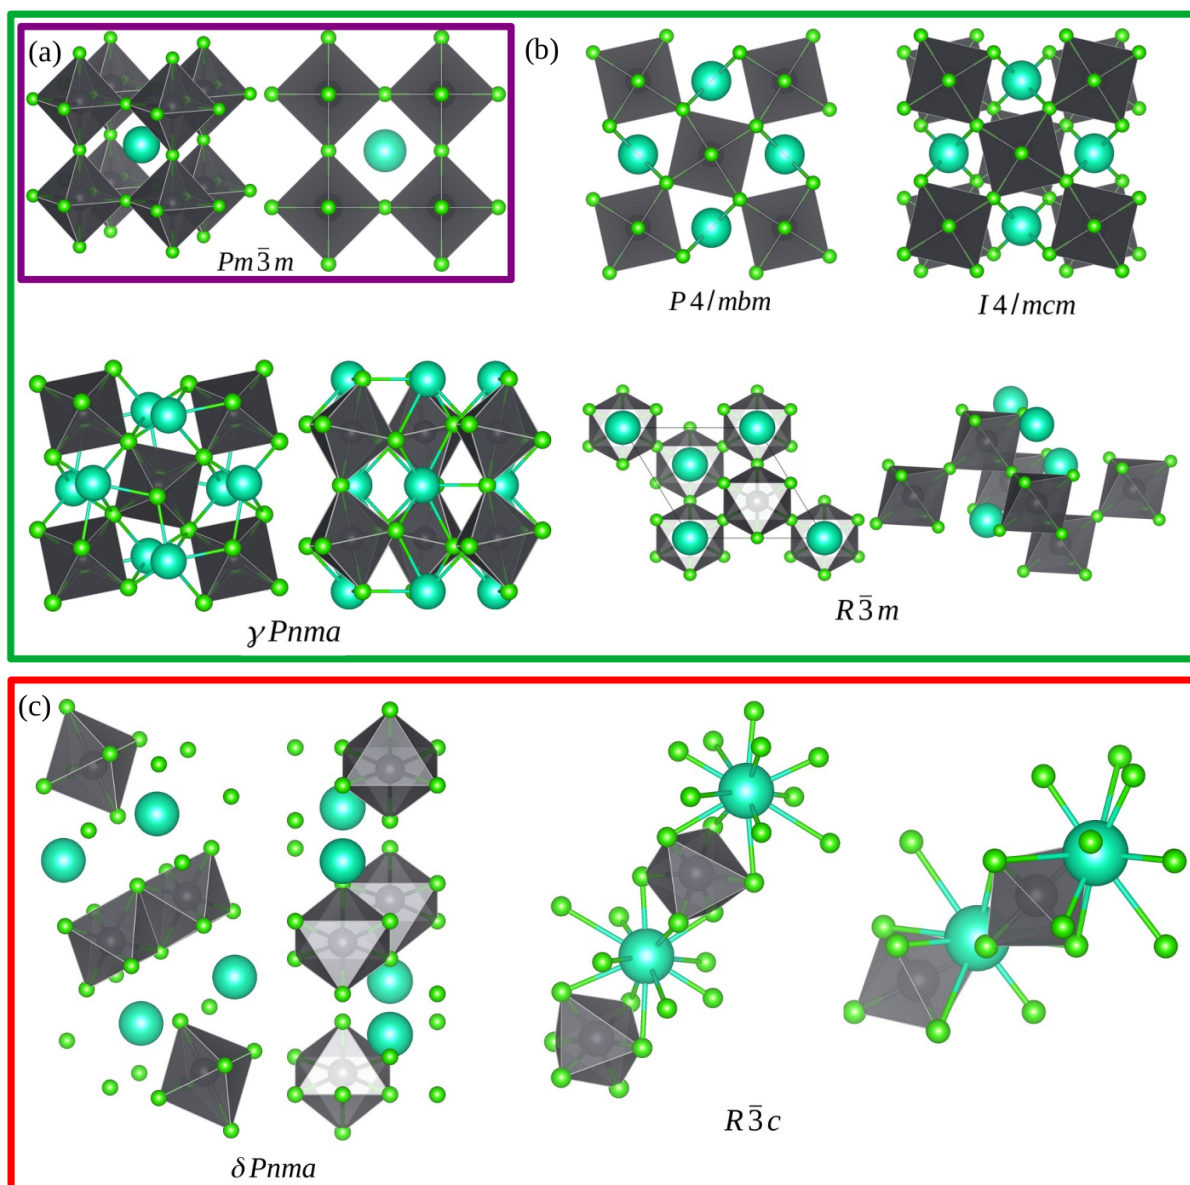 (a)
Pm3̅m
(b)
P4/mbm
I4/mcm
γ Pnma
R3̅m
(c)
δ Pnma
R3̅c